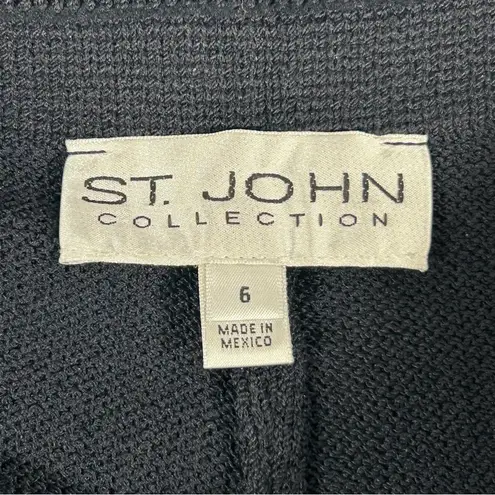 ST. JOHN
COLLECTION
6
MADE IN
MEXICO